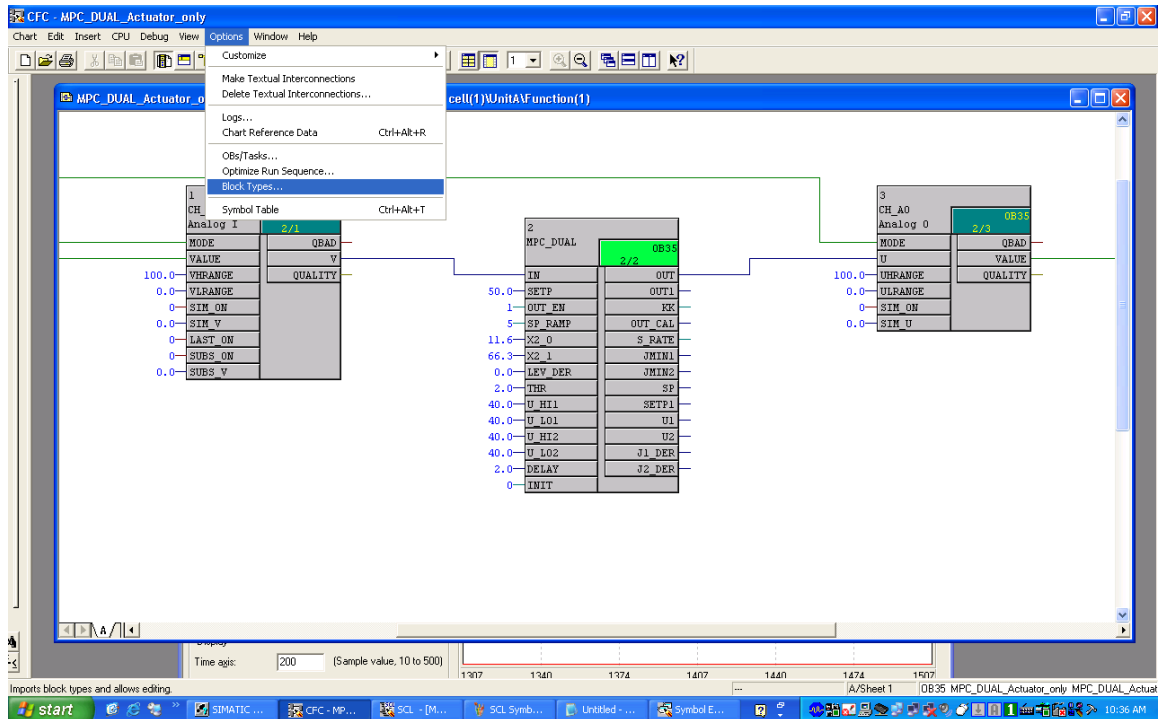 CFC - MPC_DUAL_Actuator_only
Chart Edit Insert CPU Debug View Options Window Help
1
Customize
Make Textual Interconnections
Delete Textual Interconnections...
Logs...
Chart Reference Data Ctrl+Alt+R
OBs/Tasks...
Optimize Run Sequence...
Block Types...
Symbol Table Ctrl+Alt+T
MPC_DUAL_Actuator_o
cell(1)\UnitA\Function(1)
1
CH_
Analog I
2/1
MODE QBAD
VALUE V
100.0 VHRANGE QUALITY
0.0 VLRANGE
0 SIM_ON
0.0 SIM_V
0 LAST_ON
0 SUBS_ON
0.0 SUBS_V
2
MPC_DUAL
OB35
2/2
IN OUT
50.0 SETP OUT1
1 OUT_EN KK
5 SP_RAMP OUT_CAL
11.6 X2_0 S_RATE
66.3 X2_1 JMIN1
0.0 LEV_DER JMIN2
2.0 THR SP
40.0 U_HI1 SETP1
40.0 U_LO1 U1
40.0 U_HI2 U2
40.0 U_LO2 J1_DER
2.0 DELAY J2_DER
0 INIT
3
CH_AO
Analog O
OB35
2/3
MODE QBAD
U VALUE
100.0 UHRANGE QUALITY
0.0 ULRANGE
0 SIM_ON
0.0 SIM_U
A
Time axis: 200 (Sample value, 10 to 500)
1307 1340 1374 1407 1440 1474 1507
Imports block types and allows editing. --- A/Sheet 1 OB35 MPC_DUAL_Actuator_only MPC_DUAL_Actuat
start SIMATIC ... CFC - MP... SCL - [M... SCL Symb... Untitled - ... Symbol E... 10:36 AM